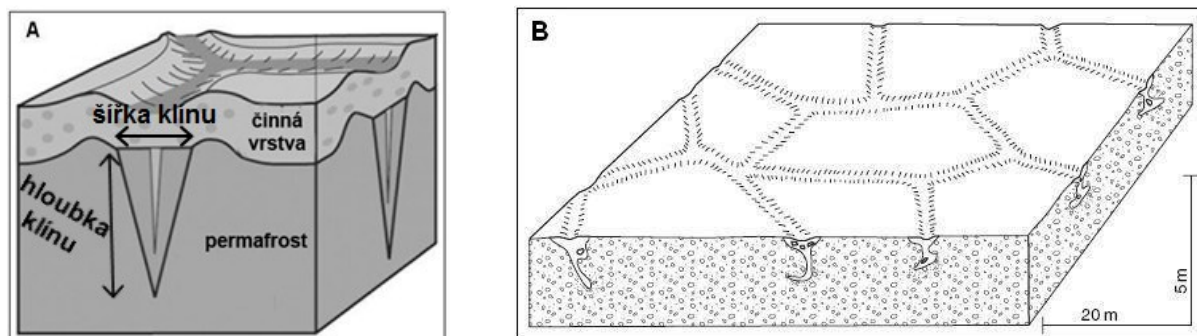 A
šířka klínu
činná
vrstva
hloubka
klínu
permafrost
B
5 m
20 m